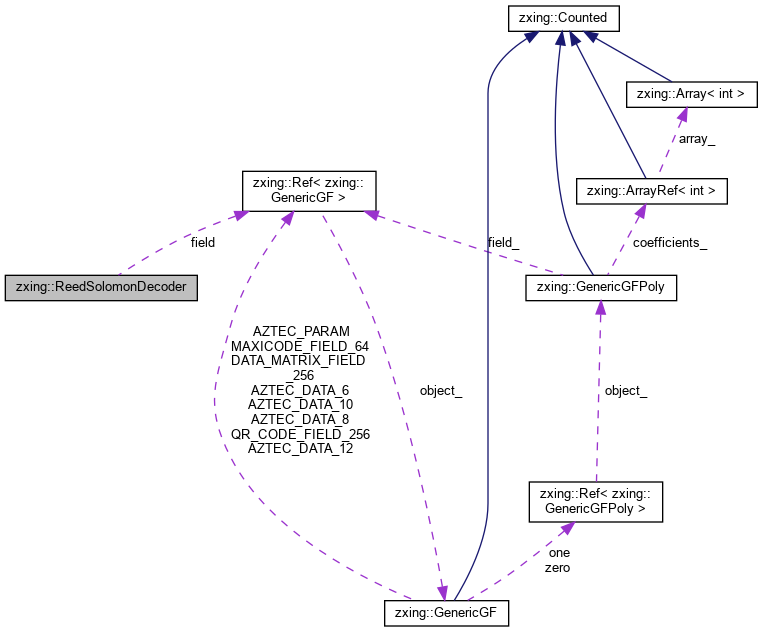 zxing::Counted
zxing::Array< int >
array_
zxing::Ref< zxing::
GenericGF >
zxing::ArrayRef< int >
field
field_
coefficients_
zxing::ReedSolomonDecoder
zxing::GenericGFPoly
AZTEC_PARAM
MAXICODE_FIELD_64
DATA_MATRIX_FIELD
_256
AZTEC_DATA_6
AZTEC_DATA_10
AZTEC_DATA_8
QR_CODE_FIELD_256
AZTEC_DATA_12
object_
object_
zxing::Ref< zxing::
GenericGFPoly >
one
zero
zxing::GenericGF